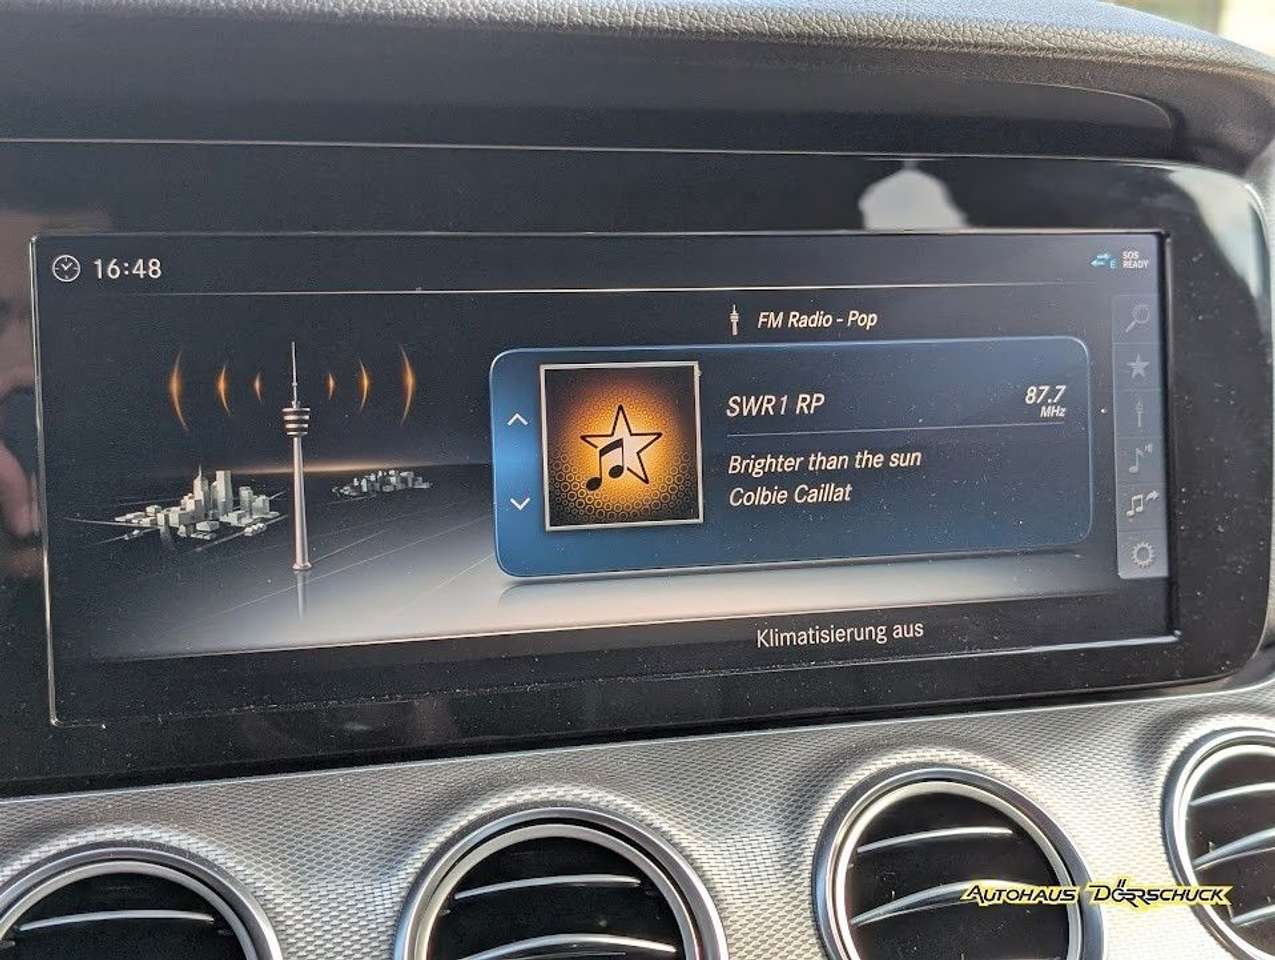 16:48
E
SOS
READY
FM Radio - Pop
SWR1 RP
87.7
MHz
Brighter than the sun
Colbie Caillat
Klimatisierung aus
AUTOHAUS DÖRRSCHUCK